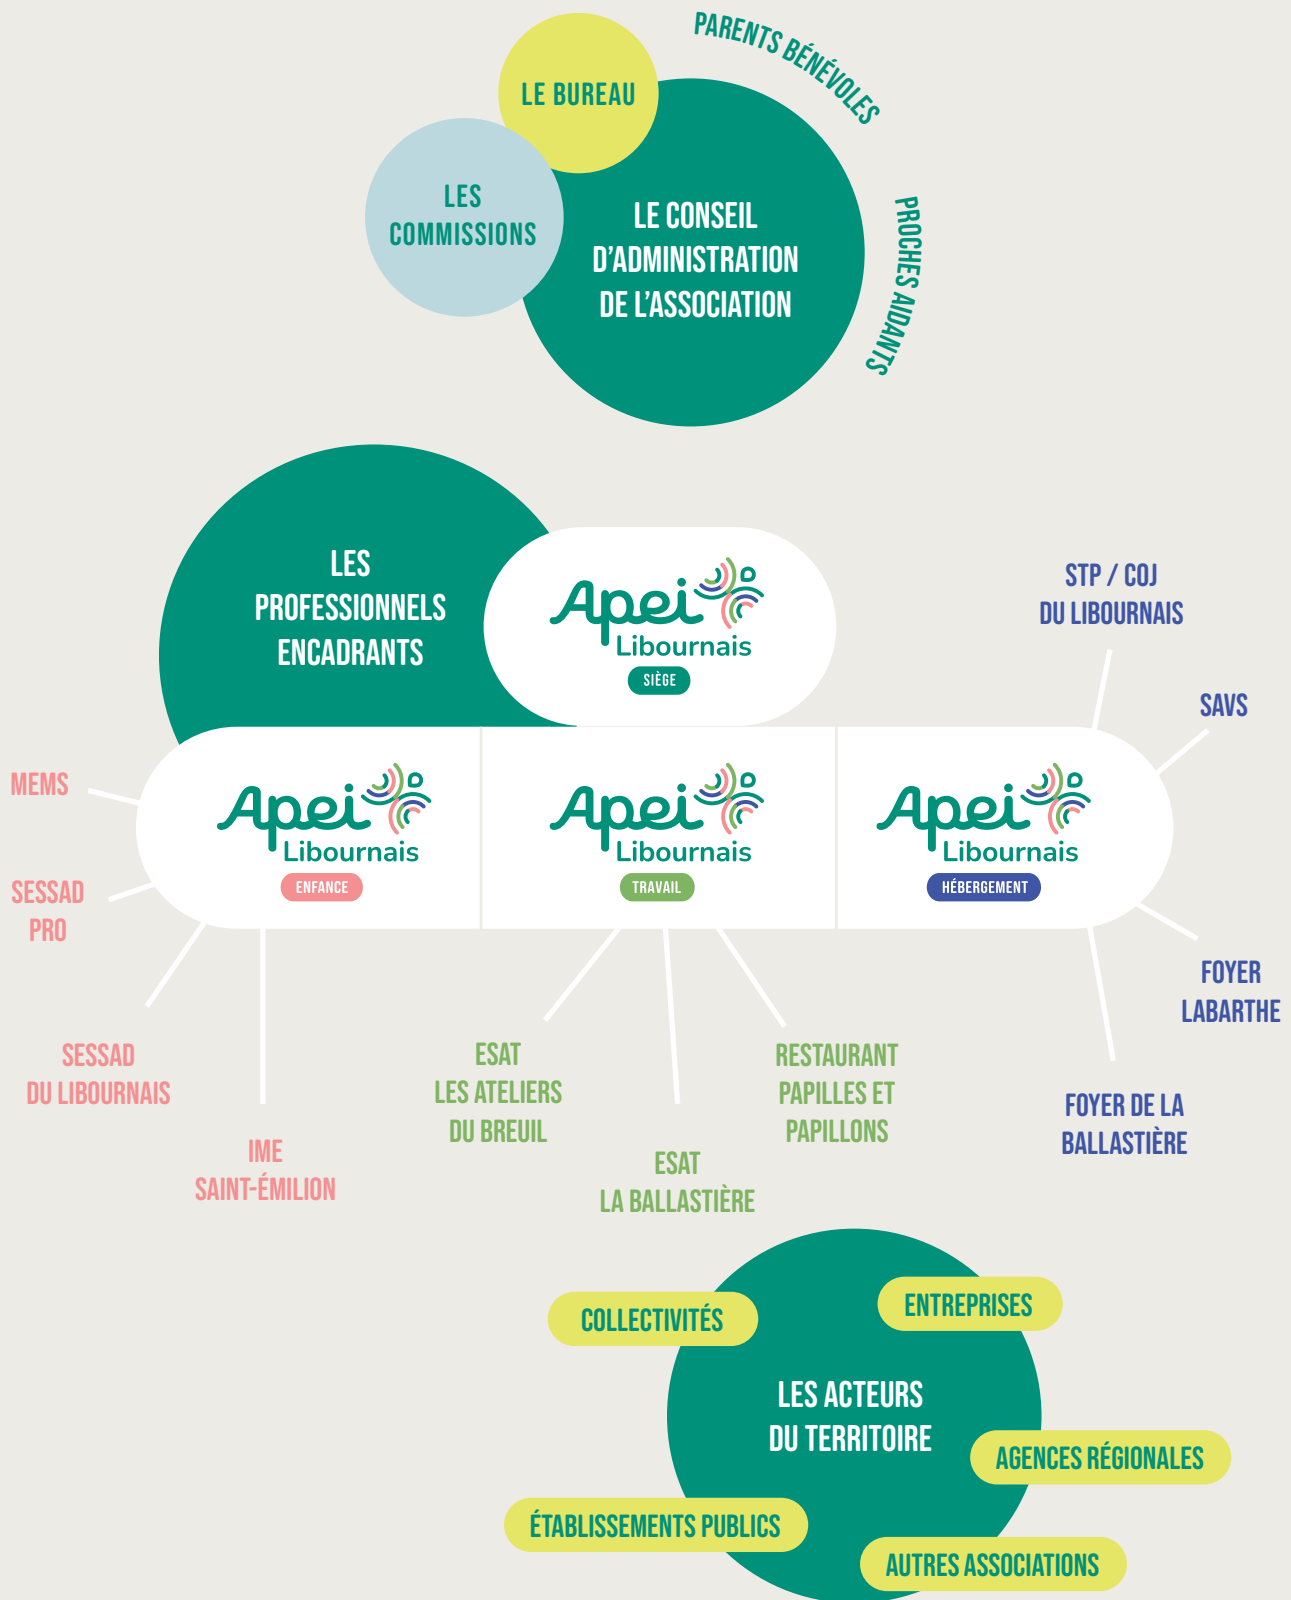 PARENTS BÉNÉVOLES
LE BUREAU
LES
COMMISSIONS
LE CONSEIL
D'ADMINISTRATION
DE L'ASSOCIATION
PROCHES AIDANTS
LES
PROFESSIONNELS
ENCADRANTS
Apei
Libournais
SIÈGE
STP / COJ
DU LIBOURNAIS
SAVS
MEMS
Apei
Libournais
ENFANCE
Apei
Libournais
TRAVAIL
Apei
Libournais
HÉBERGEMENT
SESSAD
PRO
FOYER
LABARTHE
SESSAD
DU LIBOURNAIS
IME
SAINT-ÉMILION
ESAT
LES ATELIERS
DU BREUIL
ESAT
LA BALLASTIÈRE
RESTAURANT
PAPILLES ET
PAPILLONS
FOYER DE LA
BALLASTIÈRE
COLLECTIVITÉS
ENTREPRISES
LES ACTEURS
DU TERRITOIRE
AGENCES RÉGIONALES
ÉTABLISSEMENTS PUBLICS
AUTRES ASSOCIATIONS